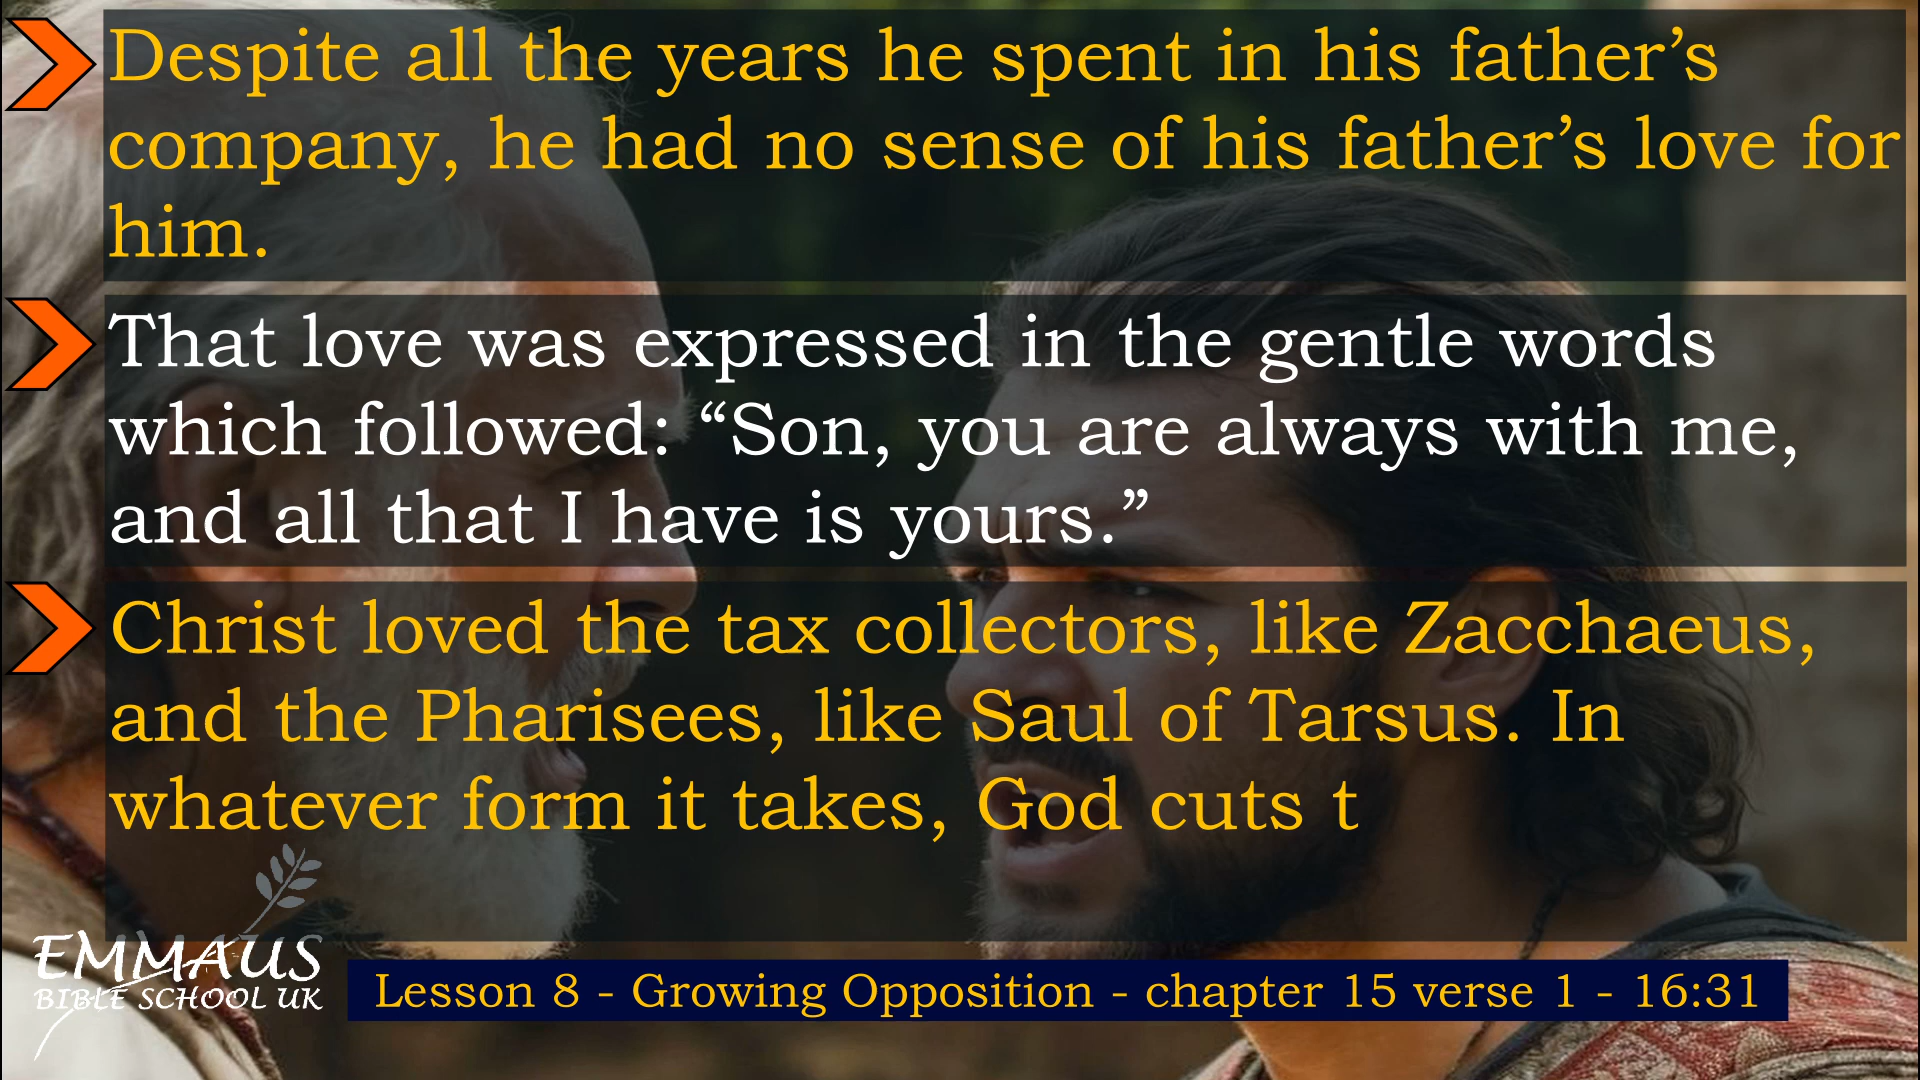 Despite all the years he spent in his father’s
company, he had no sense of his father’s love for
him.
That love was expressed in the gentle words
which followed: “Son, you are always with me,
and all that I have is yours.”
Christ loved the tax collectors, like Zacchaeus,
and the Pharisees, like Saul of Tarsus. In
whatever form it takes, God cuts t
EMMAUS
BIBLE SCHOOL UK
Lesson 8 - Growing Opposition - chapter 15 verse 1 - 16:31